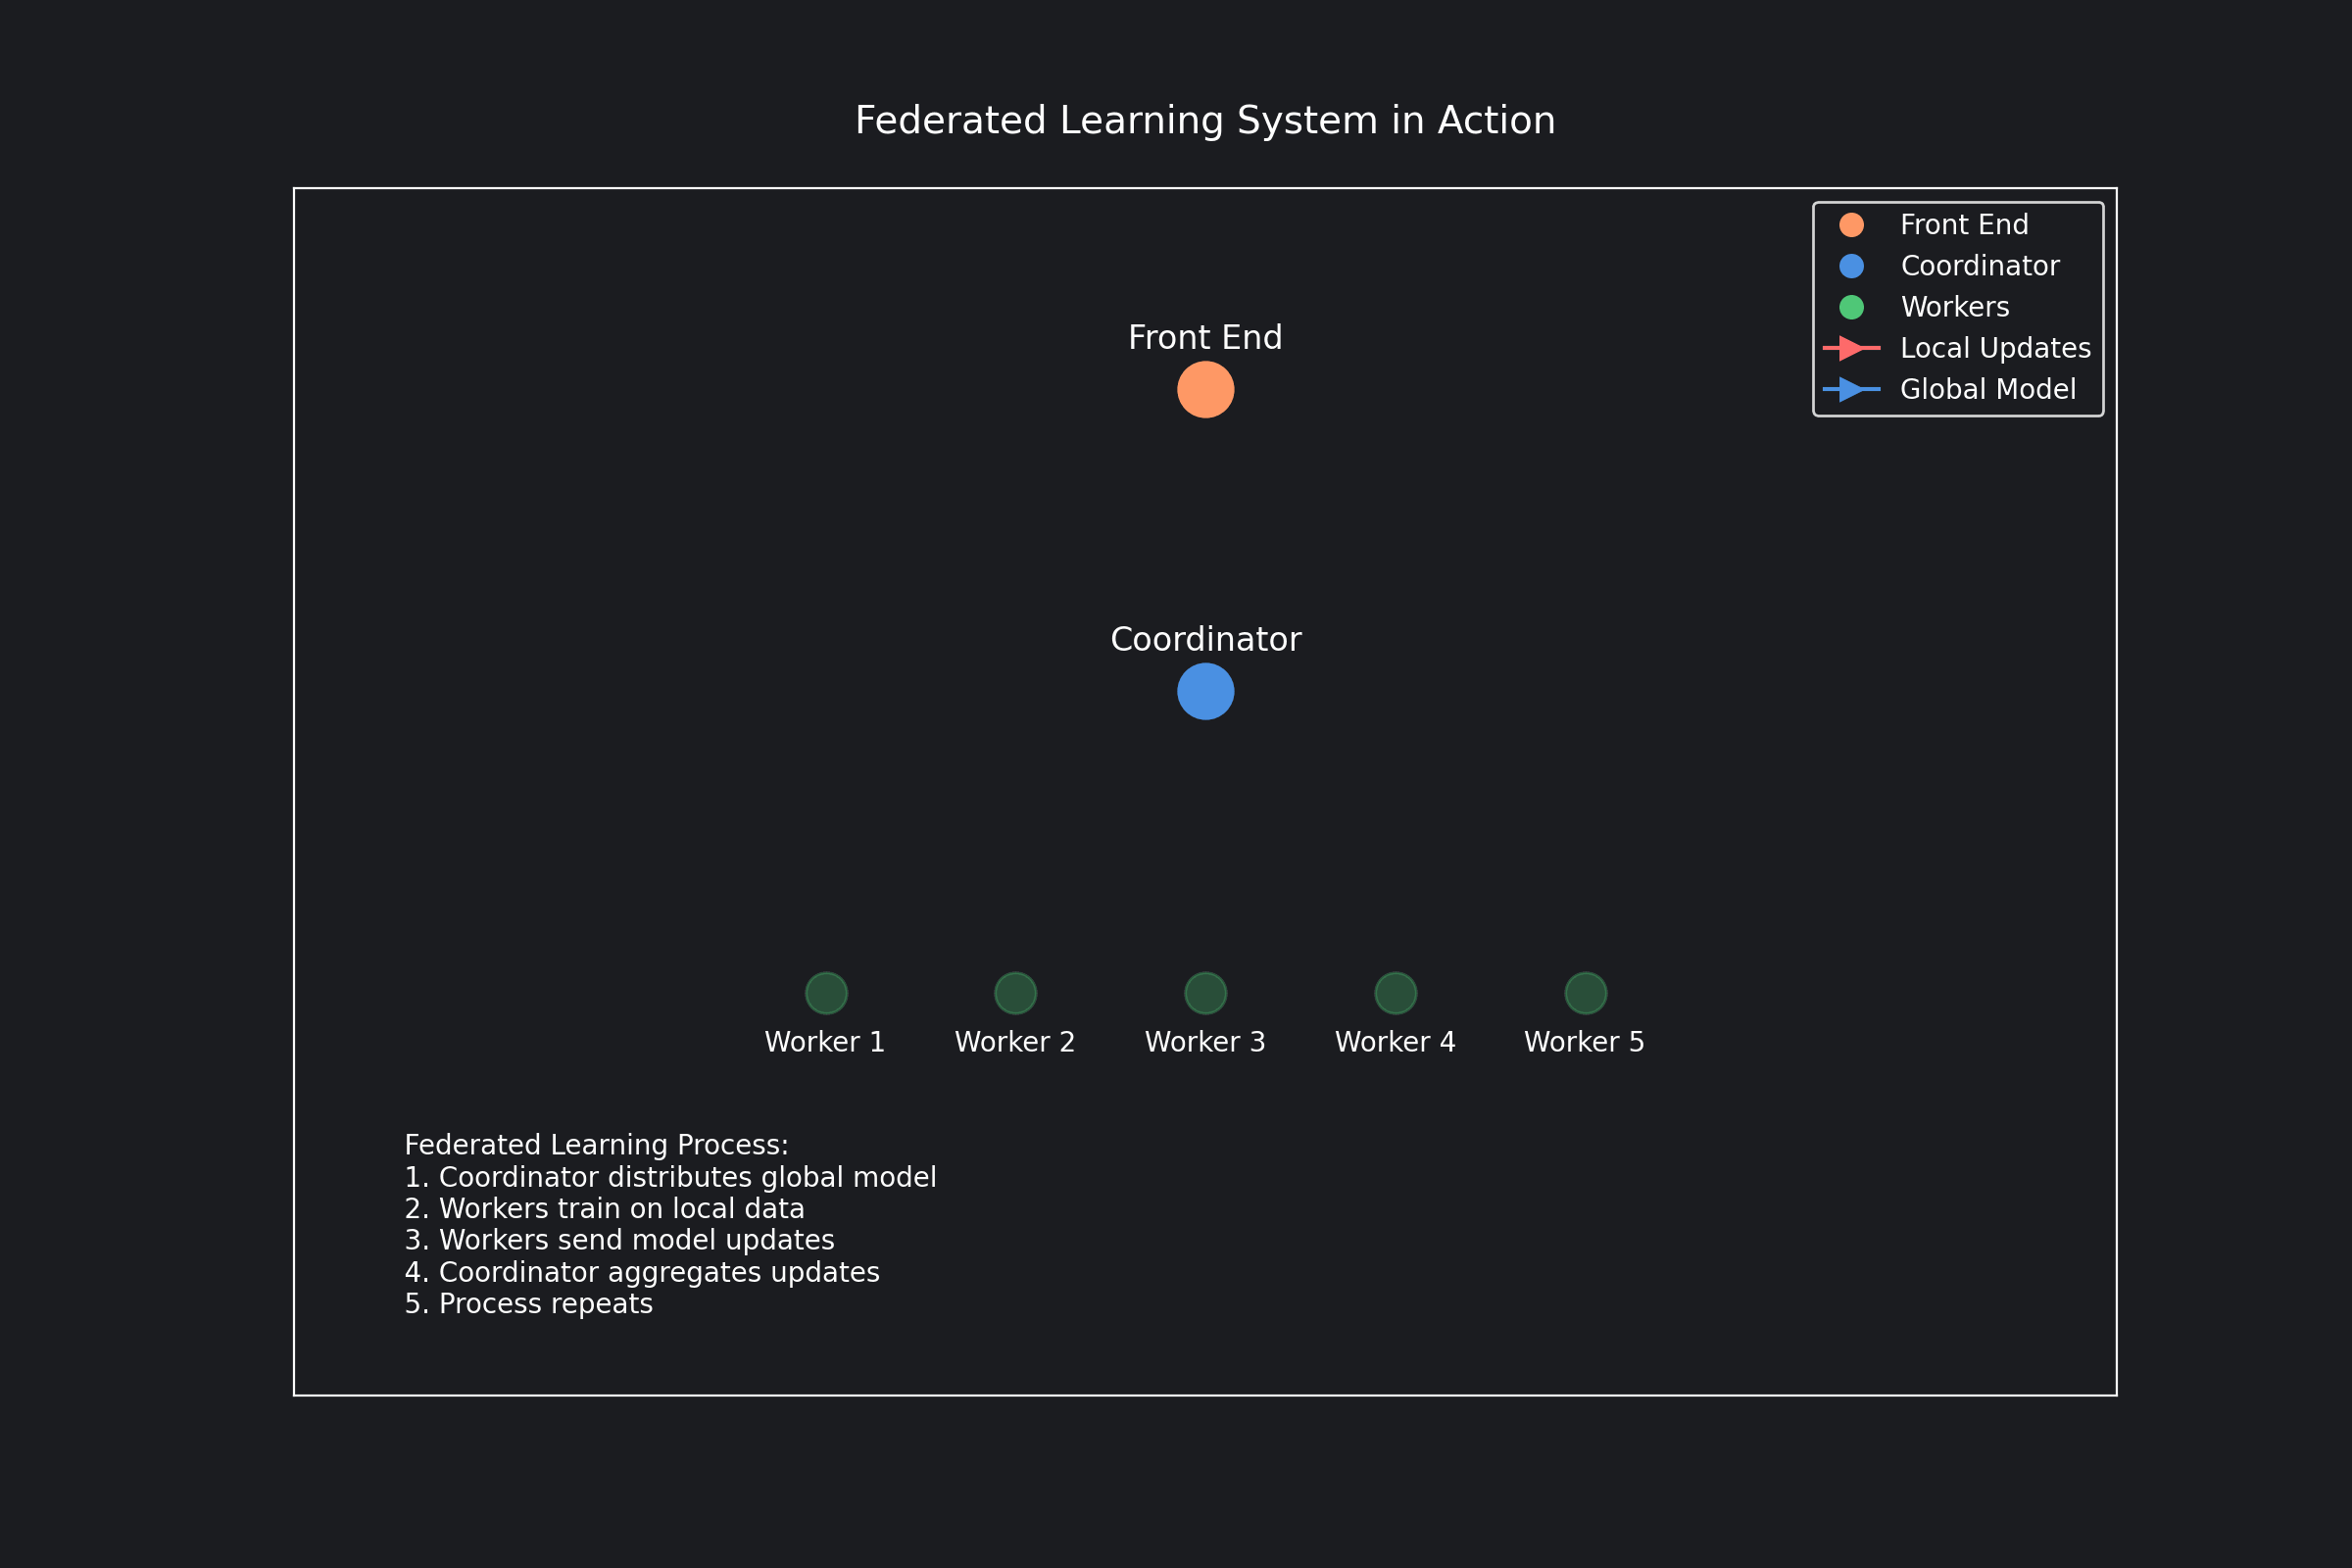 Federated Learning System in Action
Front End
Coordinator
Workers
Local Updates
Global Model
Front End
Coordinator
Worker 1
Worker 2
Worker 3
Worker 4
Worker 5
Federated Learning Process:
1. Coordinator distributes global model
2. Workers train on local data
3. Workers send model updates
4. Coordinator aggregates updates
5. Process repeats